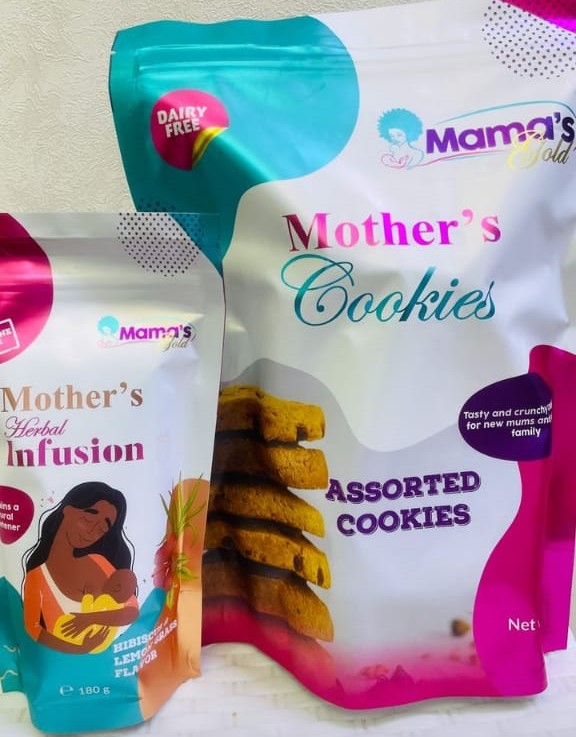 DAIRY
FREE
Mama's
Gold
Mother's
Cookies
Tasty and crunchy
for new mums and
family
ASSORTED
COOKIES
Net
Mama's
Gold
Mother's
Herbal
Infusion
HIBISCUS &
LEMONGRASS
FLAVOR
℮ 180 g